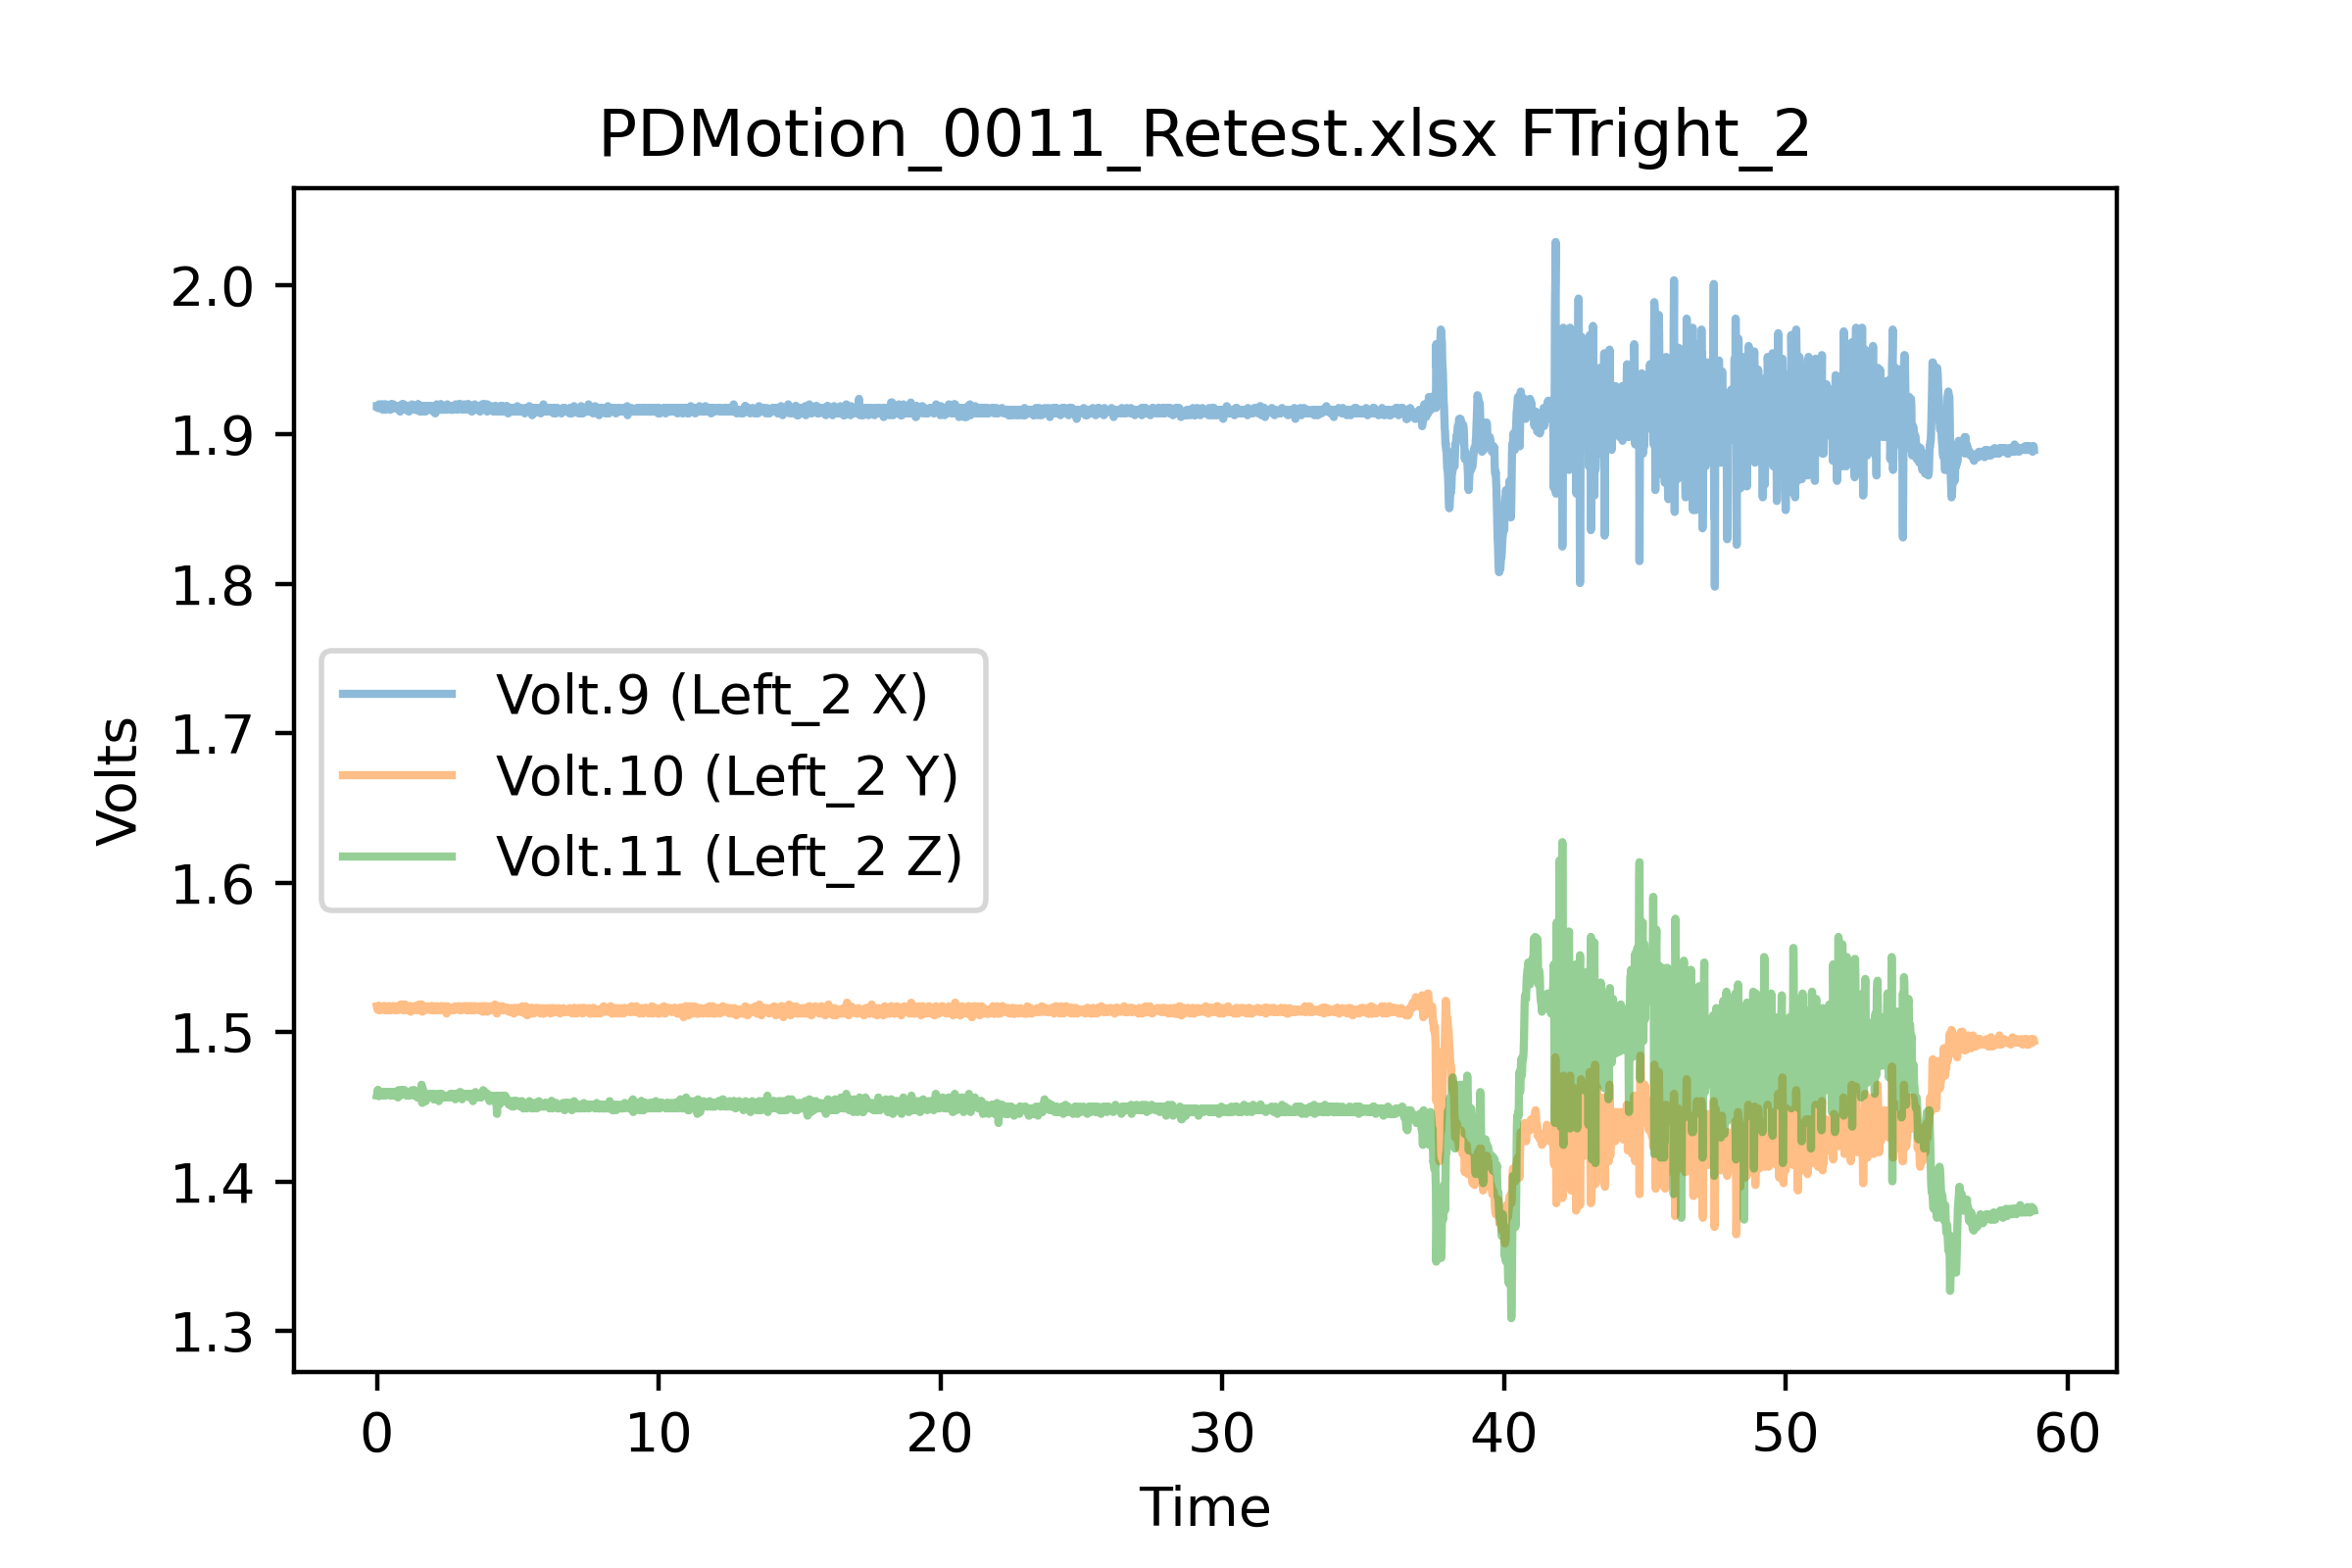 PDMotion_0011_Retest.xlsx FTright_2
2.0
1.9
1.8
1.7
1.6
1.5
1.4
1.3
Volts
Volt.9 (Left_2 X)
Volt.10 (Left_2 Y)
Volt.11 (Left_2 Z)
0 10 20 30 40 50 60
Time